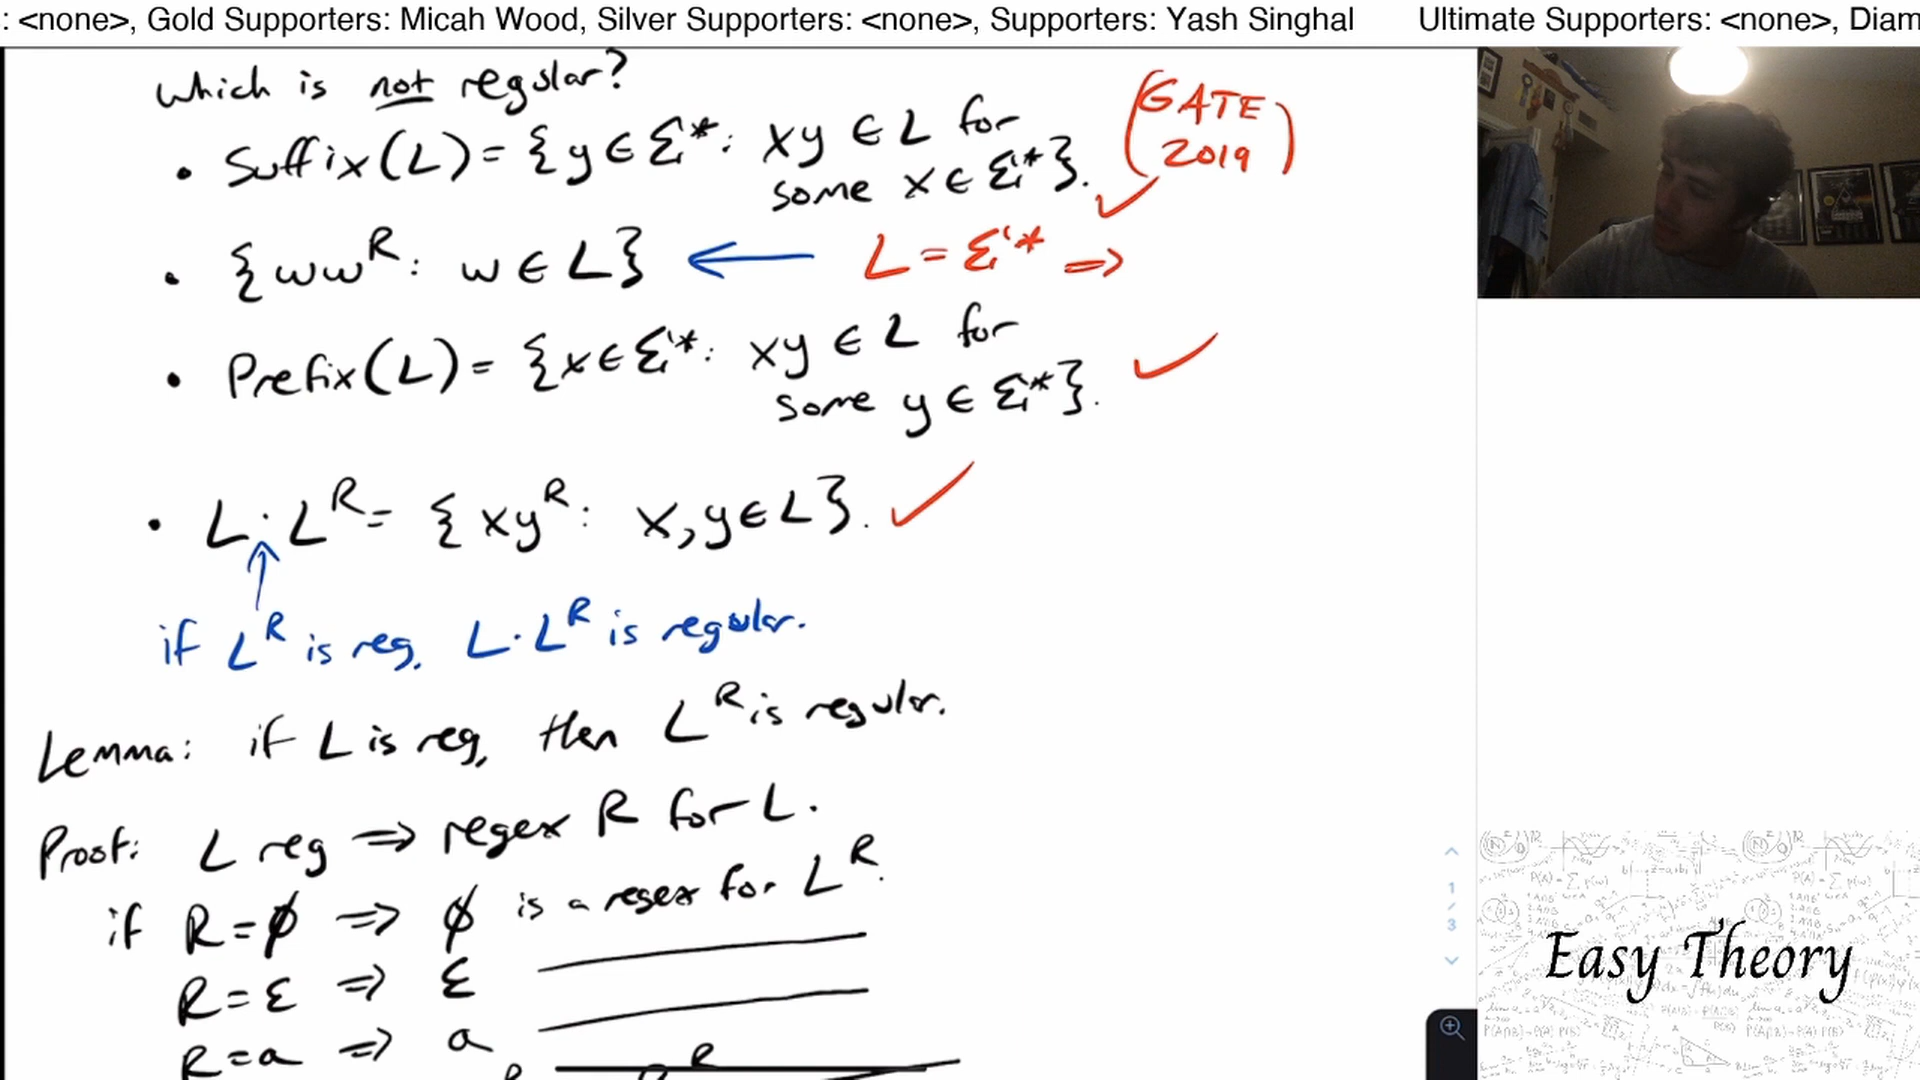 : <none>, Gold Supporters: Micah Wood, Silver Supporters: <none>, Supporters: Yash Singhal Ultimate Supporters: <none>, Diam
Which is not regular?
(GATE 2019)
• Suffix(L) = {y ∈ Σ*: xy ∈ L for
some x ∈ Σ*}. ✓
• {ww^R: w ∈ L} ← L = Σ* ⇒
• Prefix(L) = {x ∈ Σ*: xy ∈ L for
some y ∈ Σ*}. ✓
• L·L^R = {xy^R: x,y ∈ L}. ✓
if L^R is reg, L·L^R is regular.
Lemma: if L is reg, then L^R is regular.
Proof: L reg ⇒ regex R for L.
if R=∅ ⇒ ∅ is a regex for L^R.
R=ε ⇒ ε
R=a ⇒ a
R
1
/
3
Easy Theory